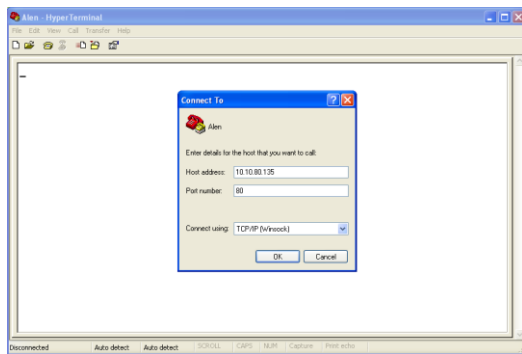 Alen - HyperTerminal
File Edit View Call Transfer Help
Connect To
Alen
Enter details for the host that you want to call:
Host address: 10.10.80.135
Port number: 80
Connect using: TCP/IP (Winsock)
OK Cancel
Disconnected Auto detect Auto detect SCROLL CAPS NUM Capture Print echo